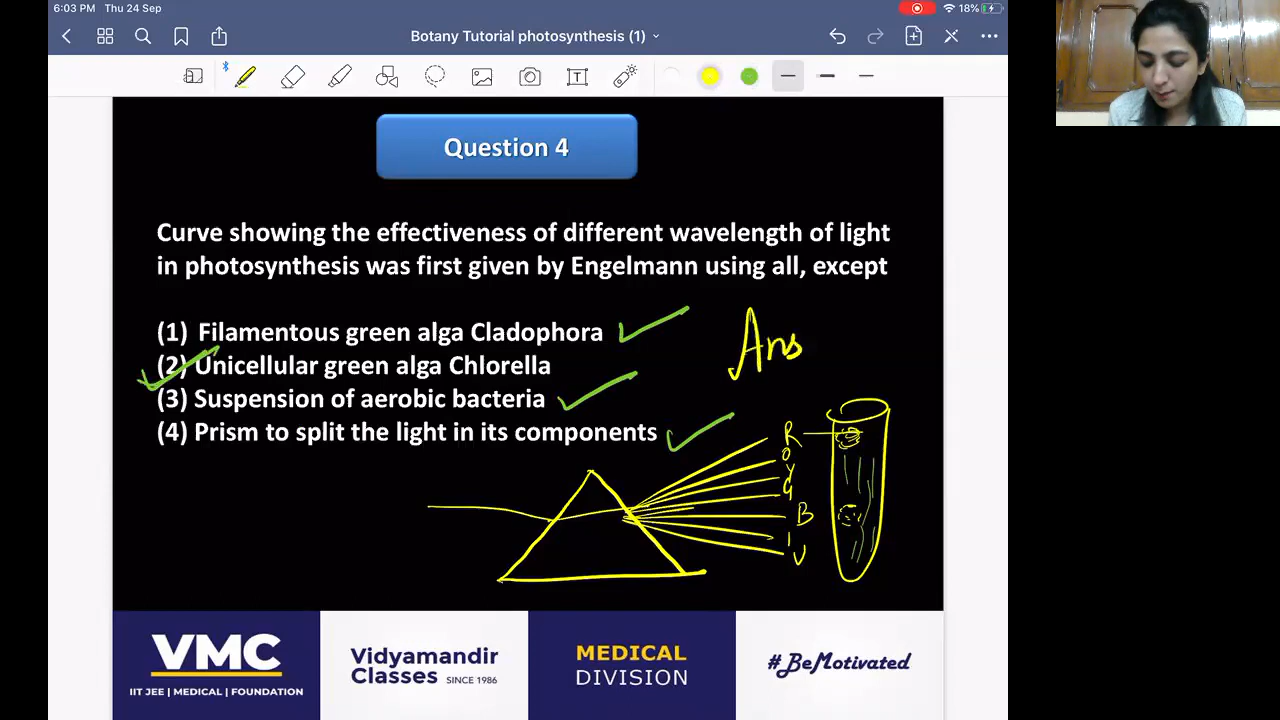 6:03 PM Thu 24 Sep
18%
Botany Tutorial photosynthesis (1)
Question 4
Curve showing the effectiveness of different wavelength of light
in photosynthesis was first given by Engelmann using all, except
(1) Filamentous green alga Cladophora
(2) Unicellular green alga Chlorella
(3) Suspension of aerobic bacteria
(4) Prism to split the light in its components
Ans
R
O
Y
G
B
I
V
VMC
IIT JEE | MEDICAL | FOUNDATION
Vidyamandir
Classes SINCE 1986
MEDICAL
DIVISION
#BeMotivated